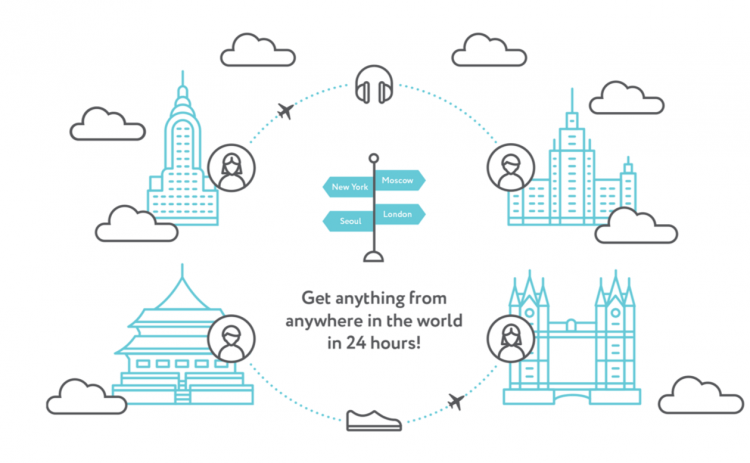 New York
Moscow
Seoul
London
Get anything from
anywhere in the world
in 24 hours!